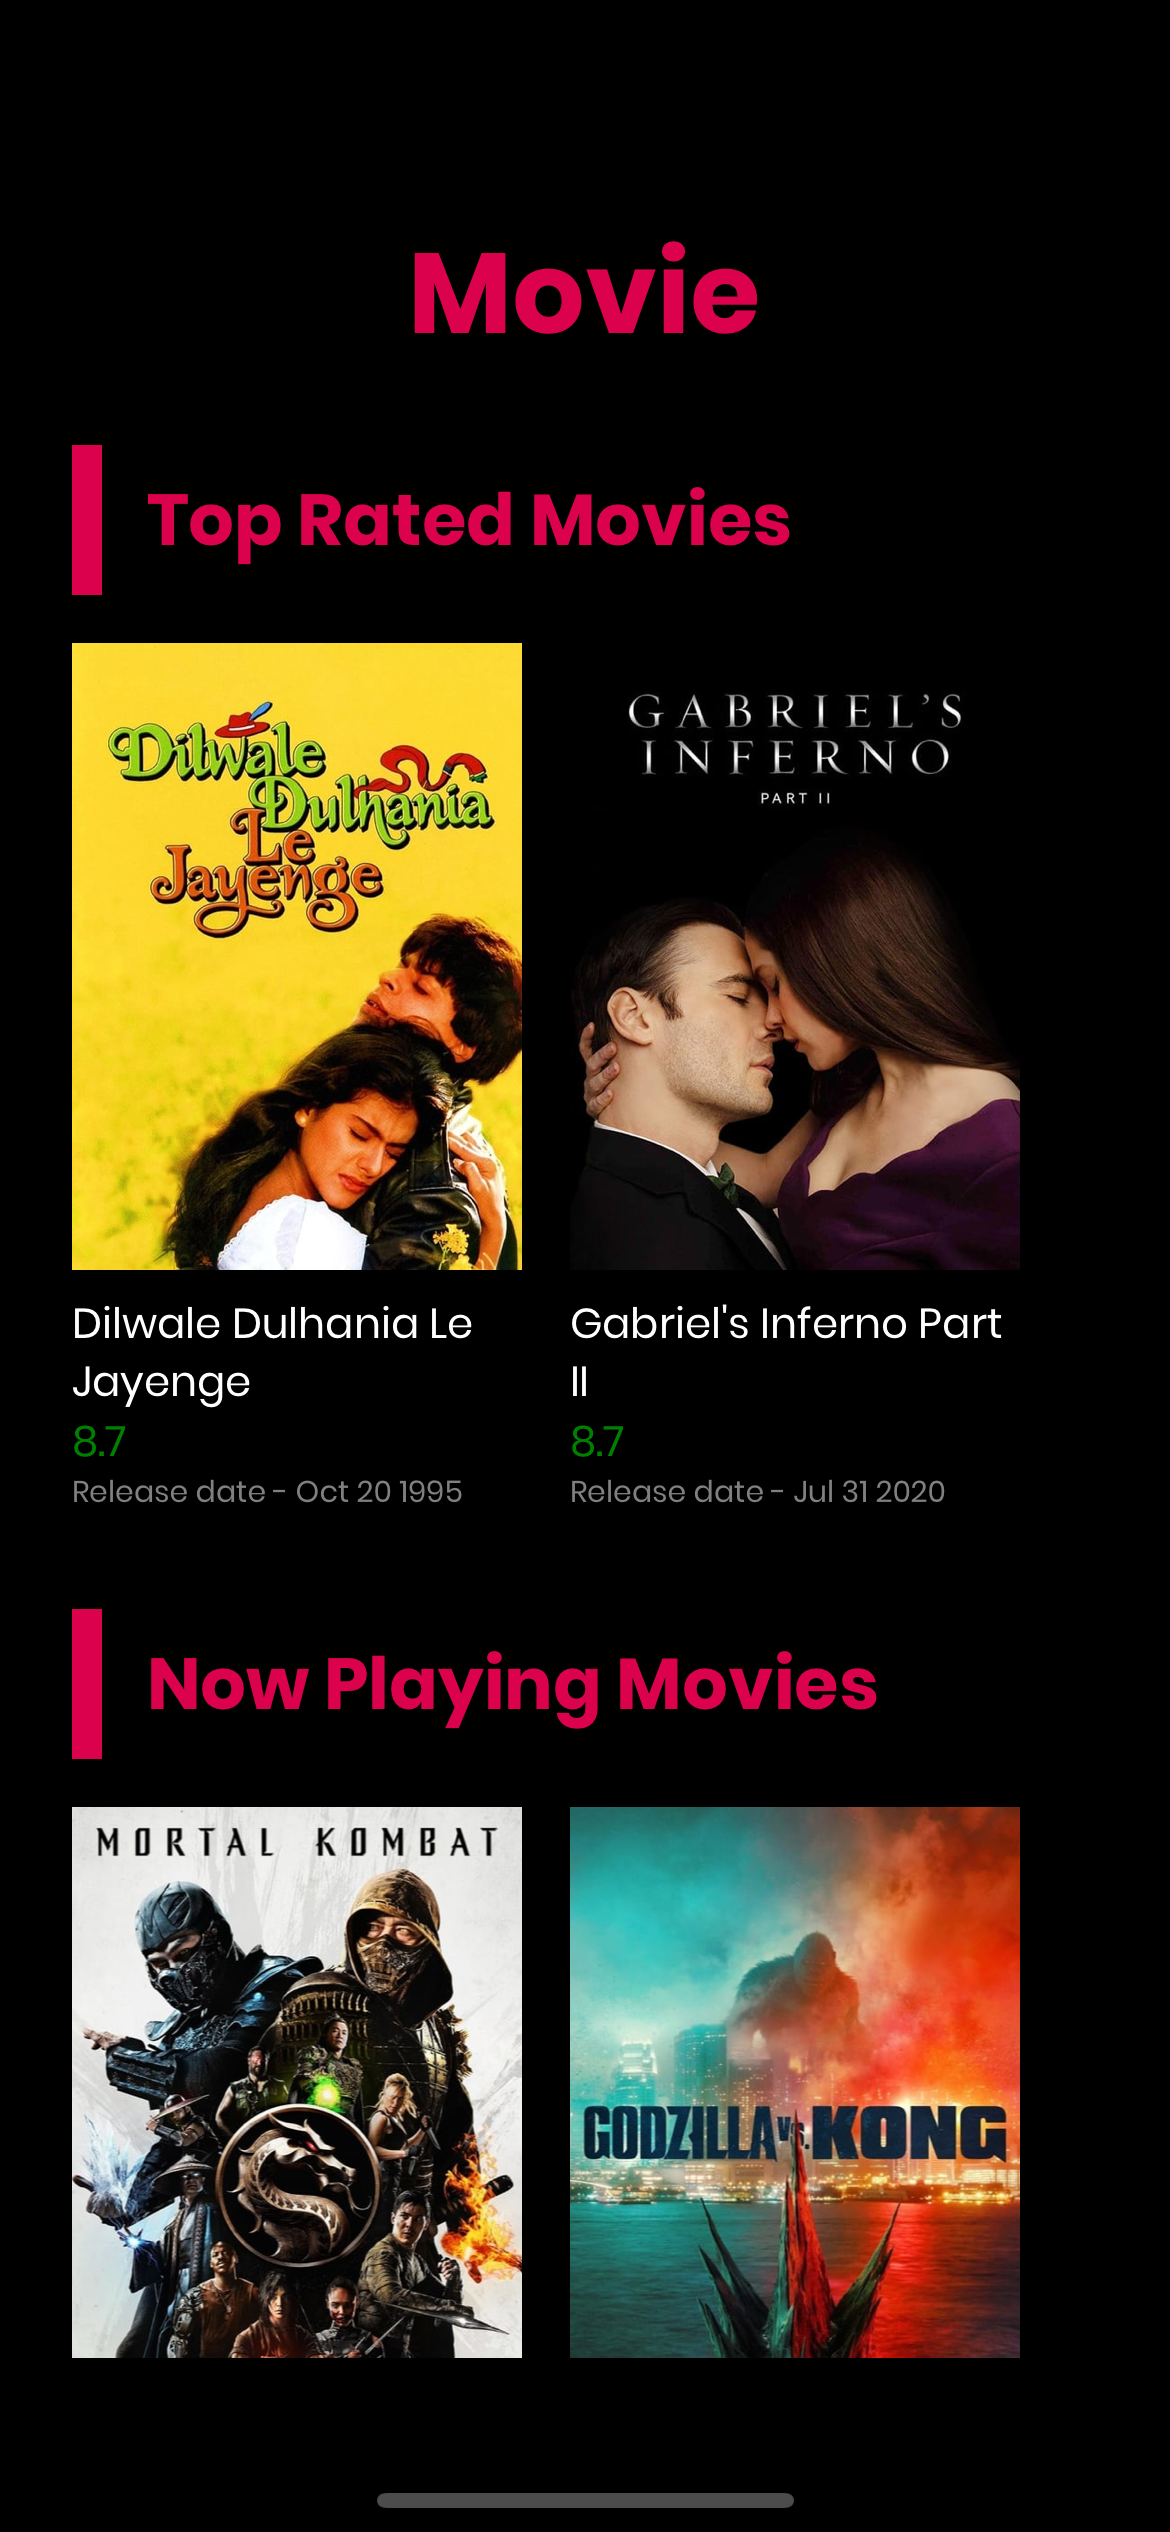 Movie
Top Rated Movies
Dilwale
Dulhania
Le
Jayenge
GABRIEL'S
INFERNO
PART II
Dilwale Dulhania Le
Jayenge
8.7
Release date - Oct 20 1995
Gabriel's Inferno Part
II
8.7
Release date - Jul 31 2020
Now Playing Movies
MORTAL KOMBAT
GODZILLA VS. KONG